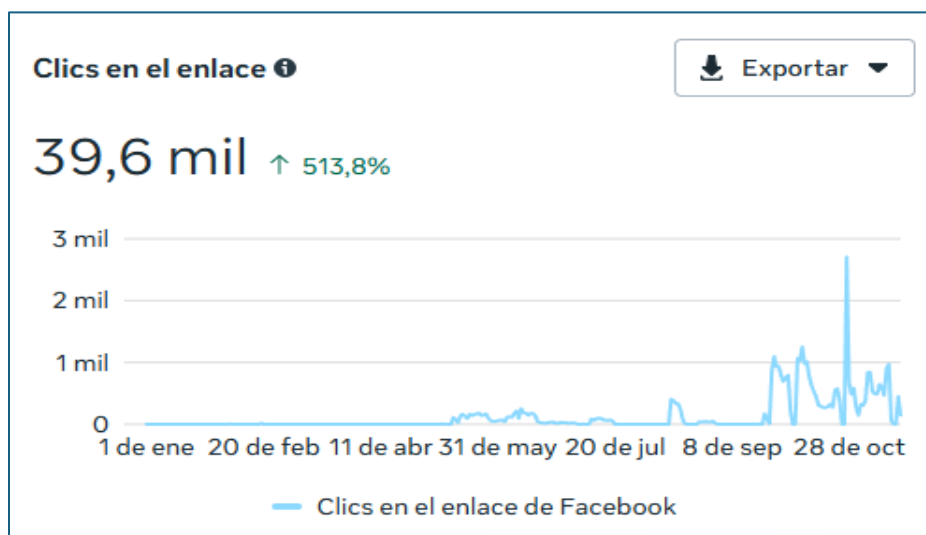 Clics en el enlace
Exportar
39,6 mil ↑ 513,8%
3 mil
2 mil
1 mil
0
1 de ene 20 de feb 11 de abr 31 de may 20 de jul 8 de sep 28 de oct
Clics en el enlace de Facebook